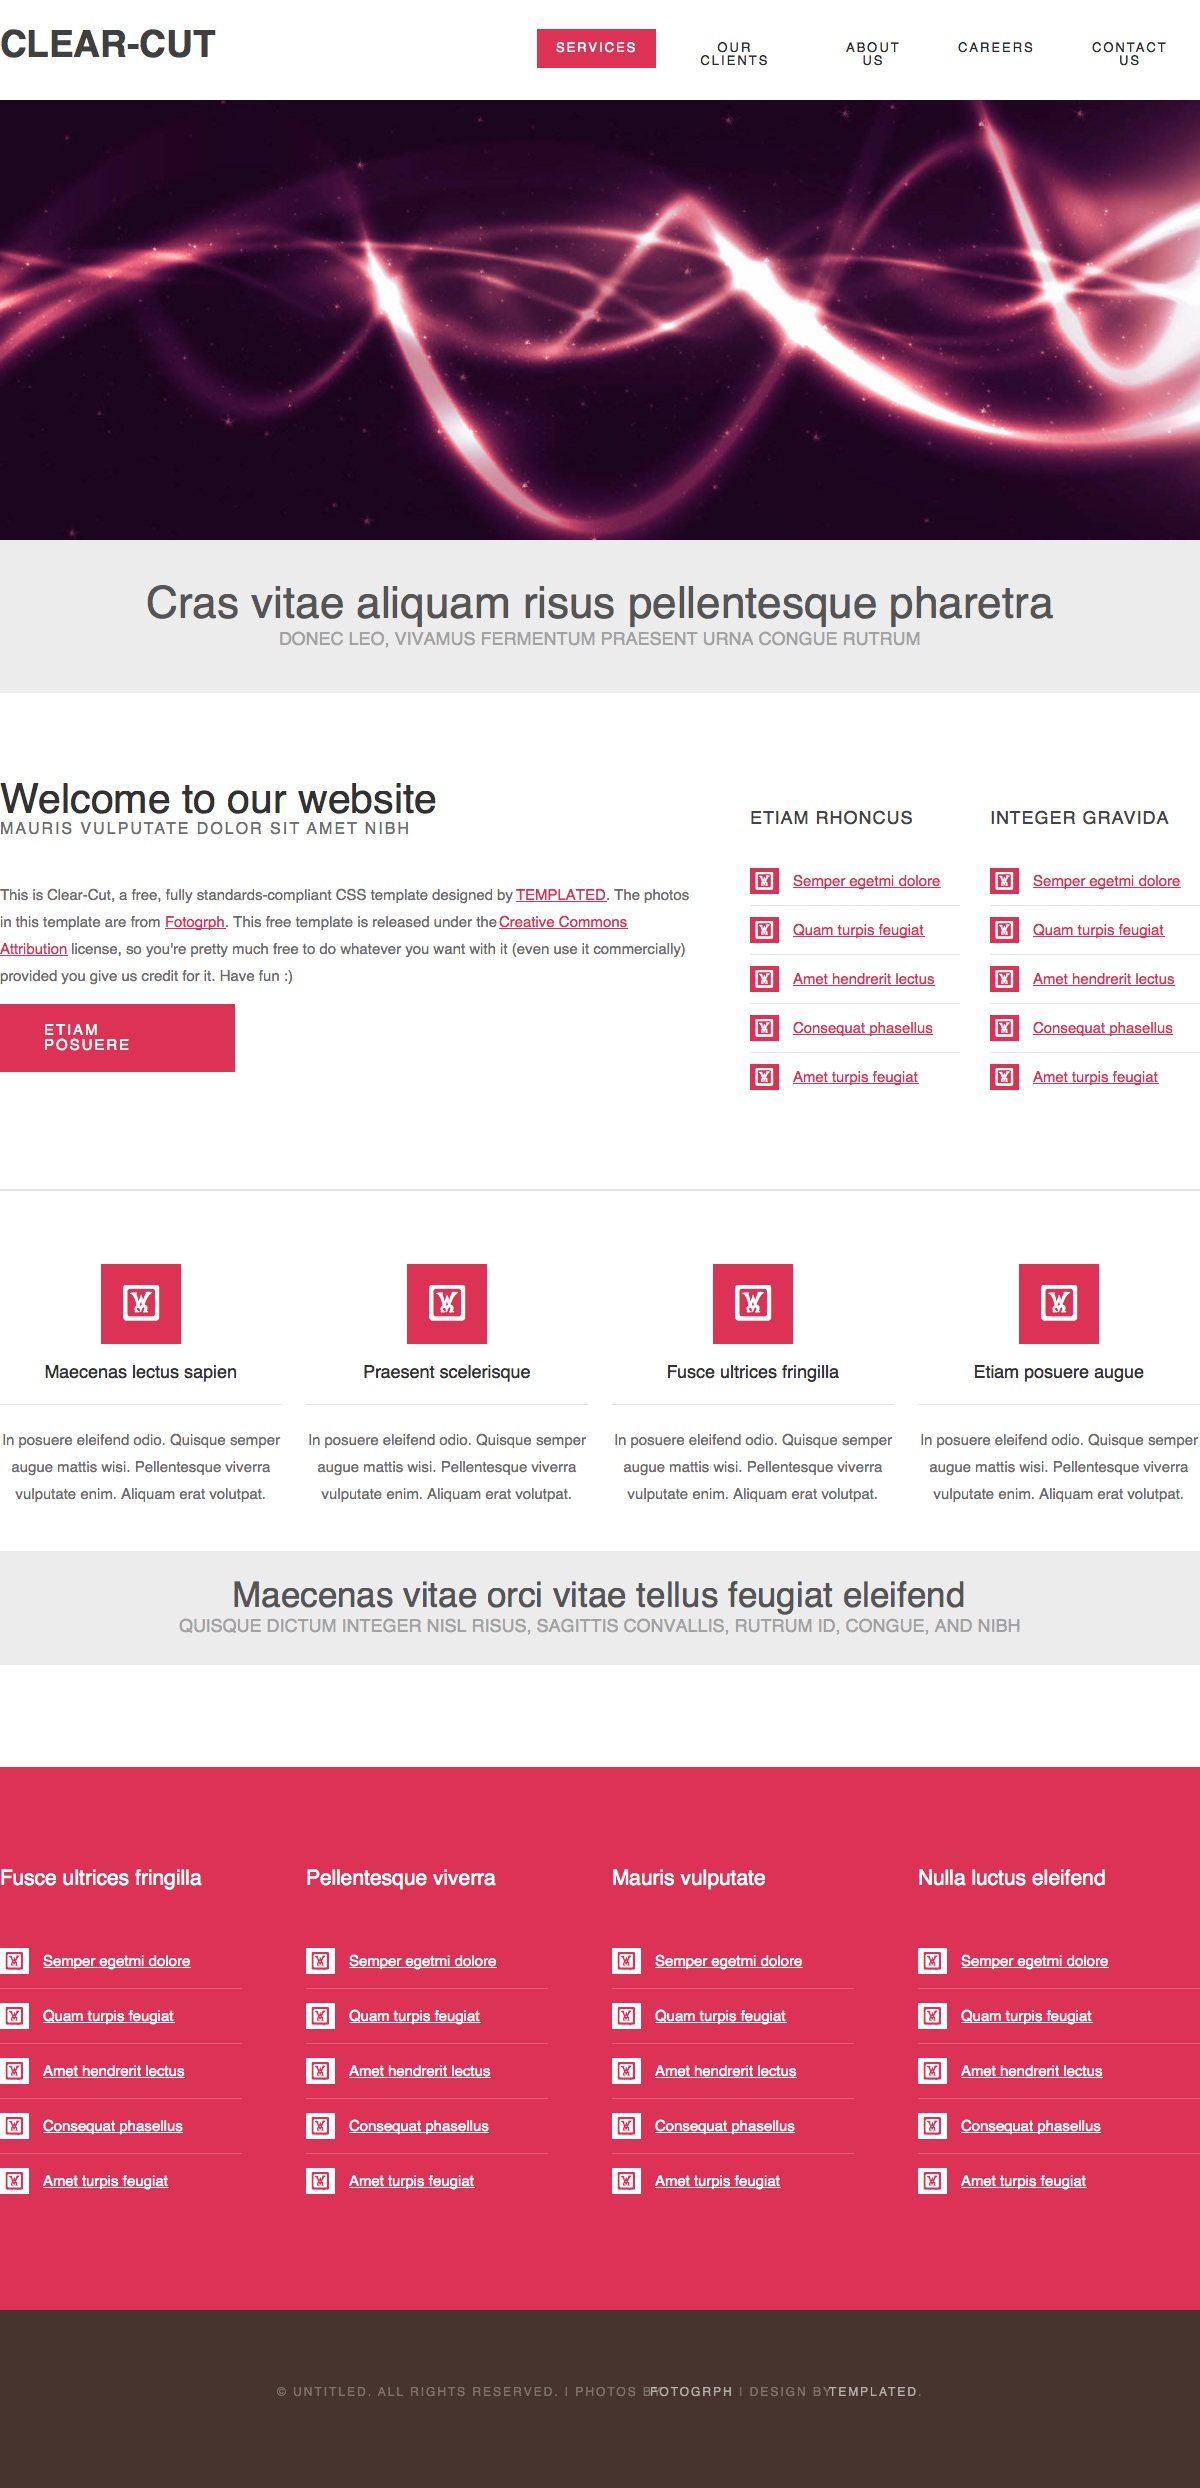 CLEAR-CUT
SERVICES
OUR
CLIENTS
ABOUT
US
CAREERS
CONTACT
US
Cras vitae aliquam risus pellentesque pharetra
DONEC LEO, VIVAMUS FERMENTUM PRAESENT URNA CONGUE RUTRUM
Welcome to our website
MAURIS VULPUTATE DOLOR SIT AMET NIBH
This is Clear-Cut, a free, fully standards-compliant CSS template designed by TEMPLATED. The photos
in this template are from Fotogrph. This free template is released under the Creative Commons
Attribution license, so you're pretty much free to do whatever you want with it (even use it commercially)
provided you give us credit for it. Have fun :)
ETIAM
POSUERE
ETIAM RHONCUS
Semper egetmi dolore
Quam turpis feugiat
Amet hendrerit lectus
Consequat phasellus
Amet turpis feugiat
INTEGER GRAVIDA
Semper egetmi dolore
Quam turpis feugiat
Amet hendrerit lectus
Consequat phasellus
Amet turpis feugiat
Maecenas lectus sapien
In posuere eleifend odio. Quisque semper
augue mattis wisi. Pellentesque viverra
vulputate enim. Aliquam erat volutpat.
Praesent scelerisque
In posuere eleifend odio. Quisque semper
augue mattis wisi. Pellentesque viverra
vulputate enim. Aliquam erat volutpat.
Fusce ultrices fringilla
In posuere eleifend odio. Quisque semper
augue mattis wisi. Pellentesque viverra
vulputate enim. Aliquam erat volutpat.
Etiam posuere augue
In posuere eleifend odio. Quisque semper
augue mattis wisi. Pellentesque viverra
vulputate enim. Aliquam erat volutpat.
Maecenas vitae orci vitae tellus feugiat eleifend
QUISQUE DICTUM INTEGER NISL RISUS, SAGITTIS CONVALLIS, RUTRUM ID, CONGUE, AND NIBH
Fusce ultrices fringilla
Semper egetmi dolore
Quam turpis feugiat
Amet hendrerit lectus
Consequat phasellus
Amet turpis feugiat
Pellentesque viverra
Semper egetmi dolore
Quam turpis feugiat
Amet hendrerit lectus
Consequat phasellus
Amet turpis feugiat
Mauris vulputate
Semper egetmi dolore
Quam turpis feugiat
Amet hendrerit lectus
Consequat phasellus
Amet turpis feugiat
Nulla luctus eleifend
Semper egetmi dolore
Quam turpis feugiat
Amet hendrerit lectus
Consequat phasellus
Amet turpis feugiat
© UNTITLED. ALL RIGHTS RESERVED. | PHOTOS BY FOTOGRPH | DESIGN BY TEMPLATED.